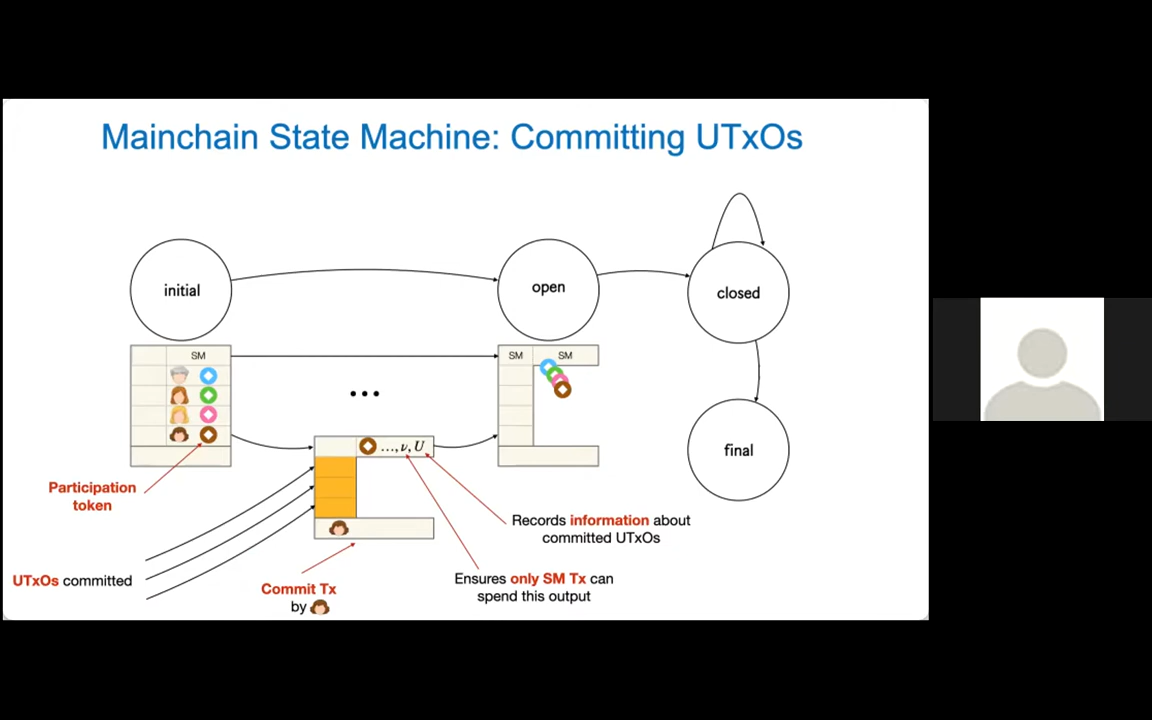 Mainchain State Machine: Committing UTxOs
initial
open
closed
final
SM
SM
SM
...
..., ν, U
Participation
token
UTxOs committed
Commit Tx
by
Records information about
committed UTxOs
Ensures only SM Tx can
spend this output